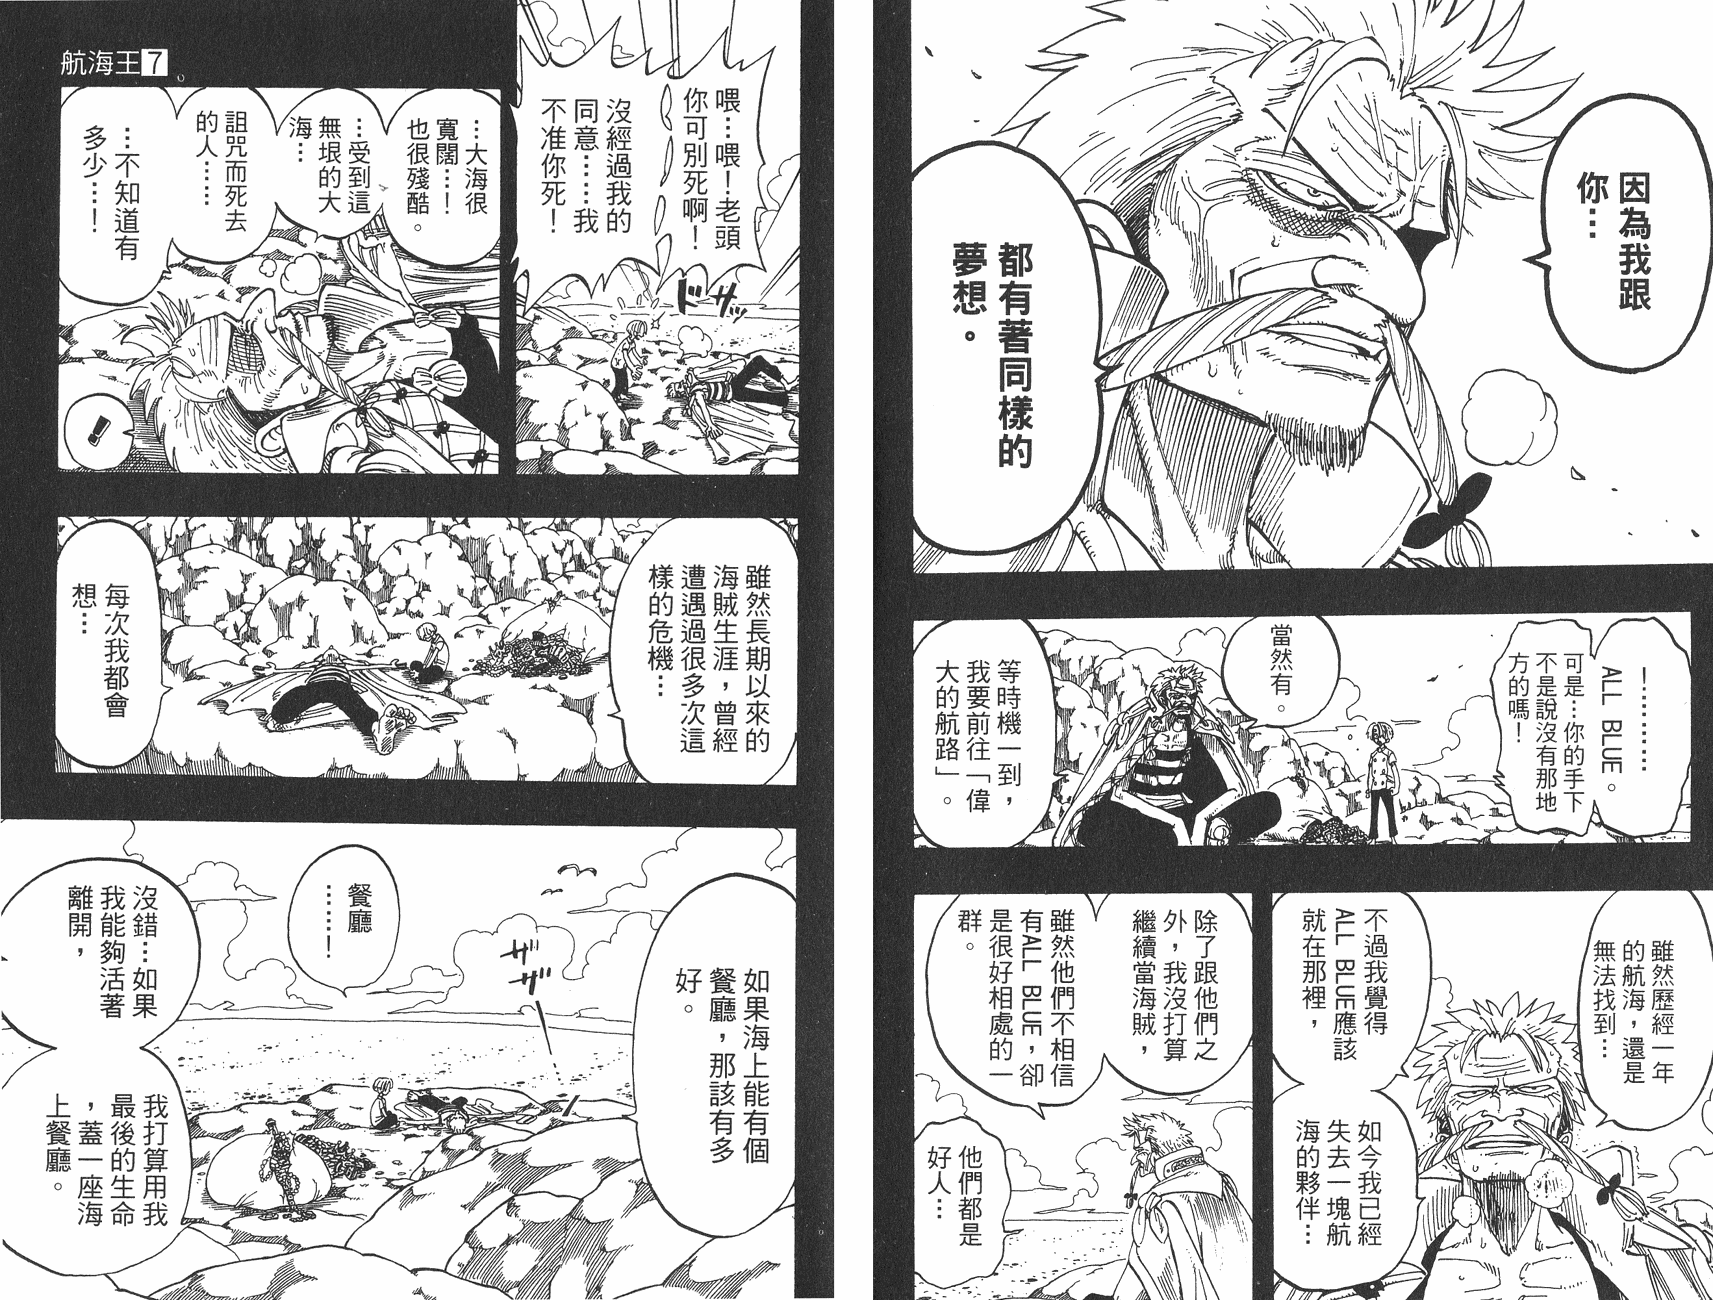 因為我跟
你…
都有著同樣的
夢想。
！…………
ALL BLUE。
可是…你的手下
不是說沒有那地
方的嗎！
當然有。
等時機一到，
我要前往「偉
大的航路」。
雖然歷經一年
的航海，還是
無法找到…
不過我覺得
ALL BLUE應該
就在那裡，
如今我已經
失去一塊航
海的夥伴…
除了跟他們之
外，我沒打算
繼續當海賊，
雖然他們不相信
有ALL BLUE，卻
是很好相處的一
群。
他們都是
好人…
航海王7
喂…喂！老頭
你可別死啊！
沒經過我的
同意……我
不准你死！
ドサッ
…大海很
寬闊…！
也很殘酷。
…受到這
無垠的大
海…
詛咒而死去
的人……
…不知道有
多少…！
！
雖然長期以來的
海賊生涯，曾經
遭遇過很多次這
樣的危機…
每次我都會
想…
如果海上能有個
餐廳，那該有多
好。
餐廳
……！
ザザ
沒錯…如果
我能夠活著
離開，
我打算用我
最後的生命
，蓋一座海
上餐廳。